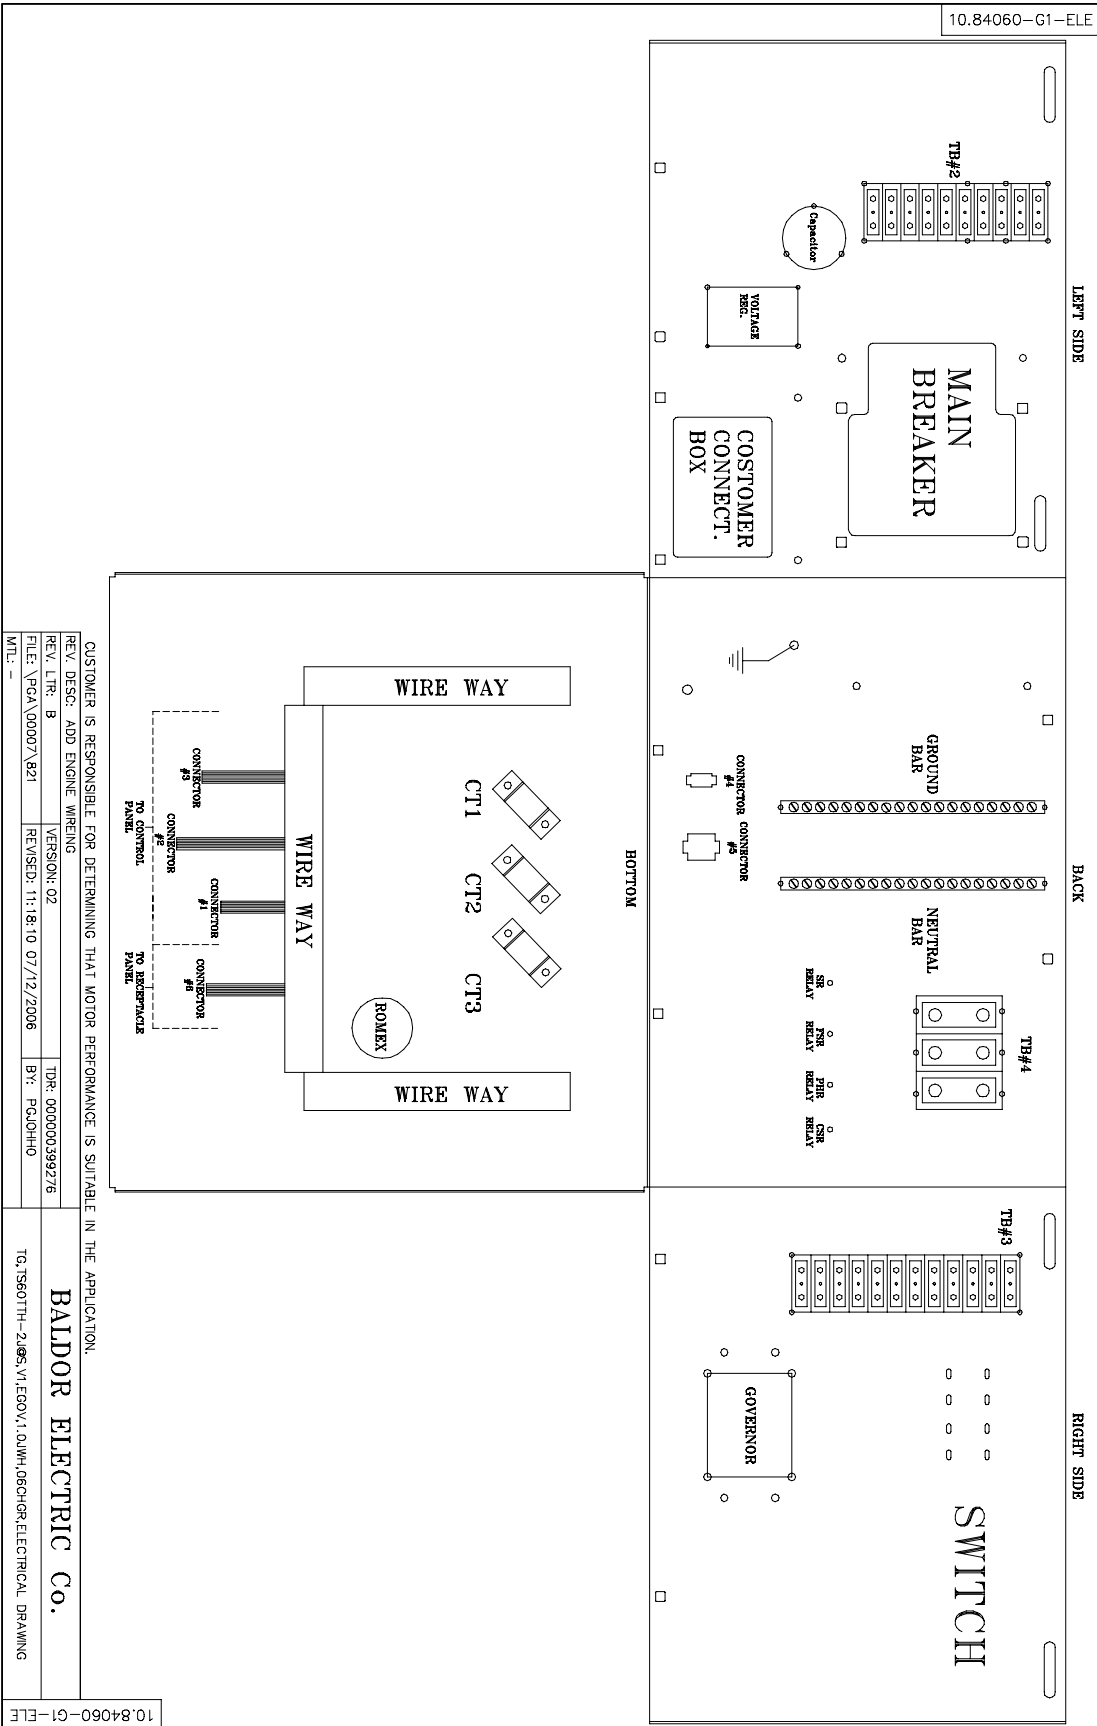 10.84060-G1-ELE
LEFT SIDE
TB#2
Capacitor
VOLTAGE
REG.
MAIN
BREAKER
COSTOMER
CONNECT.
BOX
BACK
GROUND
BAR
NEUTRAL
BAR
CONNECTOR
#4
CONNECTOR
#5
TB#4
SR
RELAY
FSR
RELAY
PHR
RELAY
CSR
RELAY
RIGHT SIDE
TB#3
GOVERNOR
SWITCH
BOTTOM
WIRE WAY
CT1
CT2
CT3
ROMEX
WIRE WAY
WIRE WAY
CONNECTOR
#3
CONNECTOR
#2
CONNECTOR
#1
CONNECTOR
#6
TO CONTROL
PANEL
TO RECEPTACLE
PANEL
CUSTOMER IS RESPONSIBLE FOR DETERMINING THAT MOTOR PERFORMANCE IS SUITABLE IN THE APPLICATION.
REV. DESC: ADD ENGINE WIREING
REV. LTR: B
VERSION: 02
TDR: 000000399276
FILE: \PGA\00007\821
REVISED: 11:18:10 07/12/2006
BY: PGJOHHO
MTL: -
BALDOR ELECTRIC Co.
TG,TS60TTH-2J@S,V1,EGOV,1.0JWH,06CHGR,ELECTRICAL DRAWING
10.84060-G1-ELE